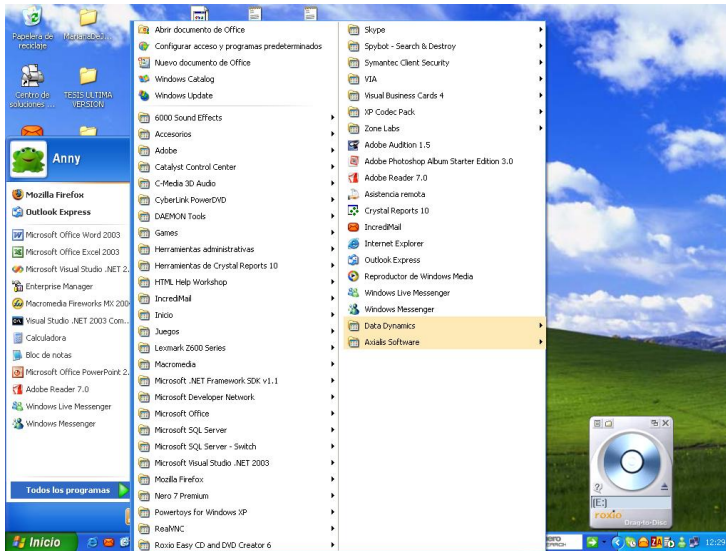 Papelera de
reciclaje
MarianaDeJ...
Centro de
soluciones ...
TESIS ULTIMA
VERSION
Anny
Mozilla Firefox
Outlook Express
Microsoft Office Word 2003
Microsoft Office Excel 2003
Microsoft Visual Studio .NET 2.
Enterprise Manager
Macromedia Fireworks MX 200
Visual Studio .NET 2003 Com...
Calculadora
Bloc de notas
Microsoft Office PowerPoint 2.
Adobe Reader 7.0
Windows Live Messenger
Windows Messenger
Todos los programas
Inicio
Abrir documento de Office
Configurar acceso y programas predeterminados
Nuevo documento de Office
Windows Catalog
Windows Update
6000 Sound Effects
Accesorios
Adobe
Catalyst Control Center
C-Media 3D Audio
CyberLink PowerDVD
DAEMON Tools
Games
Herramientas administrativas
Herramientas de Crystal Reports 10
HTML Help Workshop
IncrediMail
Inicio
Juegos
Lexmark Z600 Series
Macromedia
Microsoft .NET Framework SDK v1.1
Microsoft Developer Network
Microsoft Office
Microsoft SQL Server
Microsoft SQL Server - Switch
Microsoft Visual Studio .NET 2003
Mozilla Firefox
Nero 7 Premium
Powertoys for Windows XP
RealVNC
Roxio Easy CD and DVD Creator 6
Skype
Spybot - Search & Destroy
Symantec Client Security
VIA
Visual Business Cards 4
XP Codec Pack
Zone Labs
Adobe Audition 1.5
Adobe Photoshop Album Starter Edition 3.0
Adobe Reader 7.0
Asistencia remota
Crystal Reports 10
IncrediMail
Internet Explorer
Outlook Express
Reproductor de Windows Media
Windows Live Messenger
Windows Messenger
Data Dynamics
Axialis Software
[E:]
roxio
Drag-to-Disc
12:29